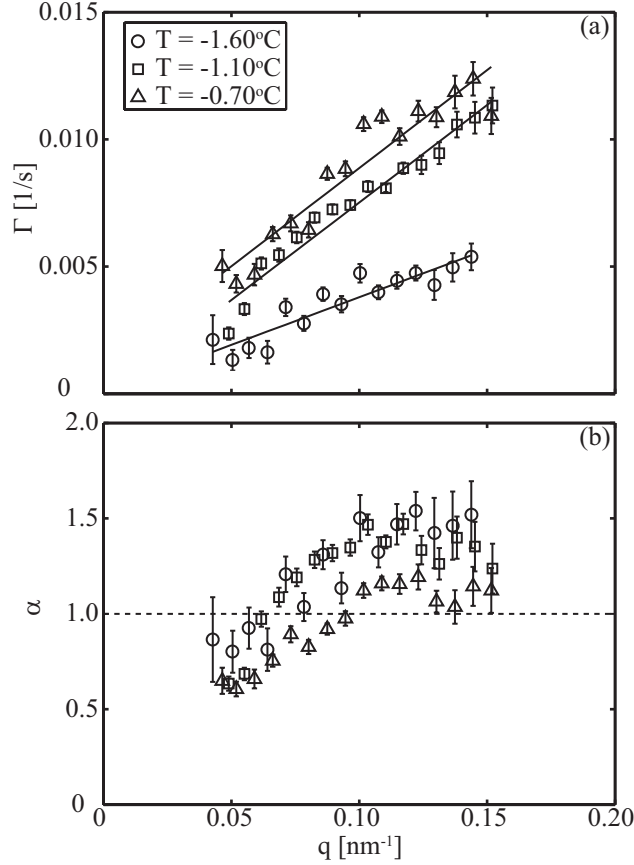 0.015
(a)
T = -1.60°C
T = -1.10°C
T = -0.70°C
0.010
Γ [1/s]
0.005
0
2.0
(b)
1.5
α
1.0
0.5
0
0
0.05
0.10
0.15
0.20
q [nm⁻¹]